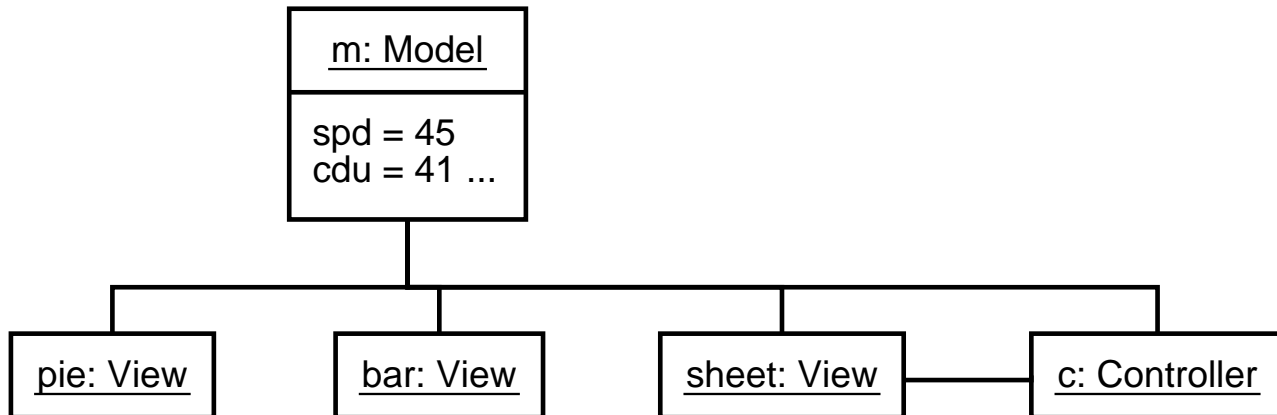 m: Model
spd = 45
cdu = 41 ...
pie: View
bar: View
sheet: View
c: Controller